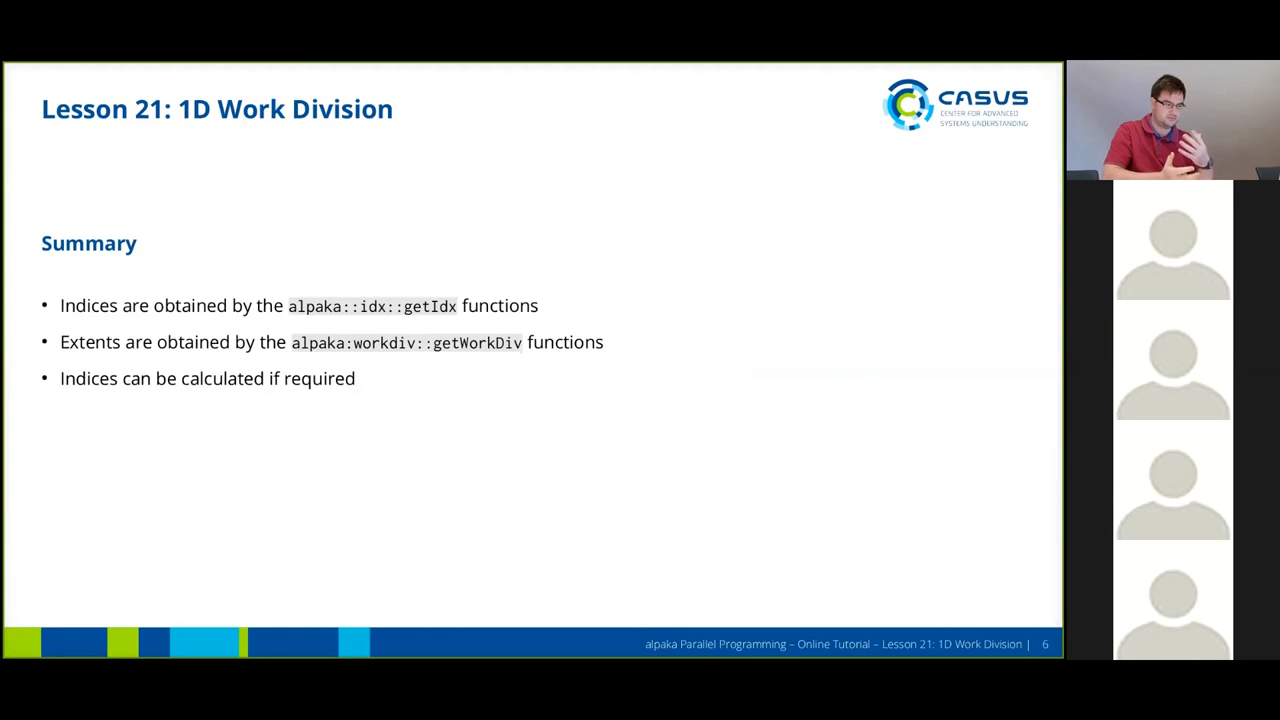 Lesson 21: 1D Work Division
CASUS
CENTER FOR ADVANCED
SYSTEMS UNDERSTANDING
Summary
• Indices are obtained by the alpaka::idx::getIdx functions
• Extents are obtained by the alpaka:workdiv::getWorkDiv functions
• Indices can be calculated if required
alpaka Parallel Programming – Online Tutorial – Lesson 21: 1D Work Division | 6